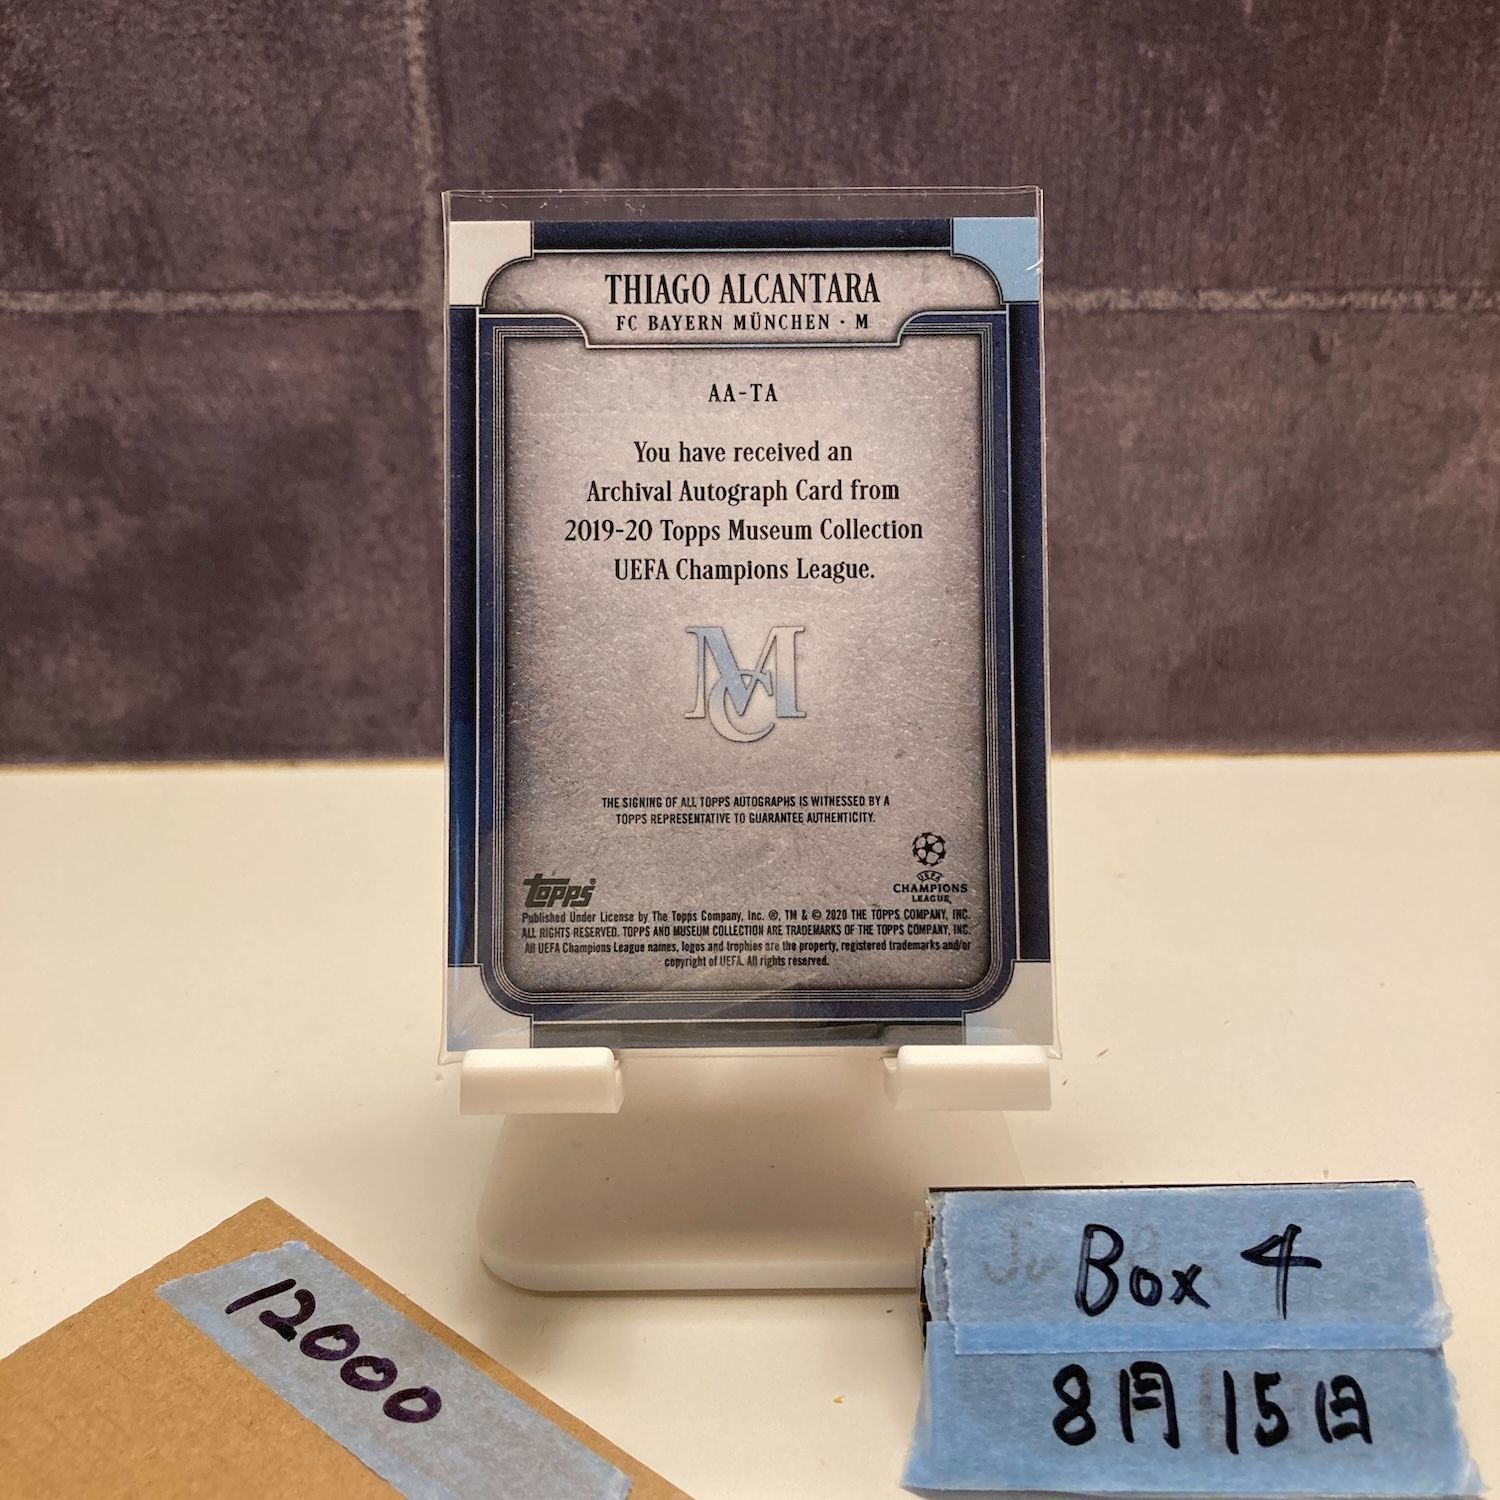 THIAGO ALCANTARA
FC BAYERN MÜNCHEN · M
AA-TA
You have received an
Archival Autograph Card from
2019-20 Topps Museum Collection
UEFA Champions League.
MC
THE SIGNING OF ALL TOPPS AUTOGRAPHS IS WITNESSED BY A
TOPPS REPRESENTATIVE TO GUARANTEE AUTHENTICITY.
topps®
UEFA
CHAMPIONS
LEAGUE
Published Under License by The Topps Company, Inc. ®, TM & © 2020 THE TOPPS COMPANY, INC.
ALL RIGHTS RESERVED. TOPPS AND MUSEUM COLLECTION ARE TRADEMARKS OF THE TOPPS COMPANY, INC.
All UEFA Champions League names, logos and trophies are the property, registered trademarks and/or
copyright of UEFA. All rights reserved.
12000
Box 4
8月15日